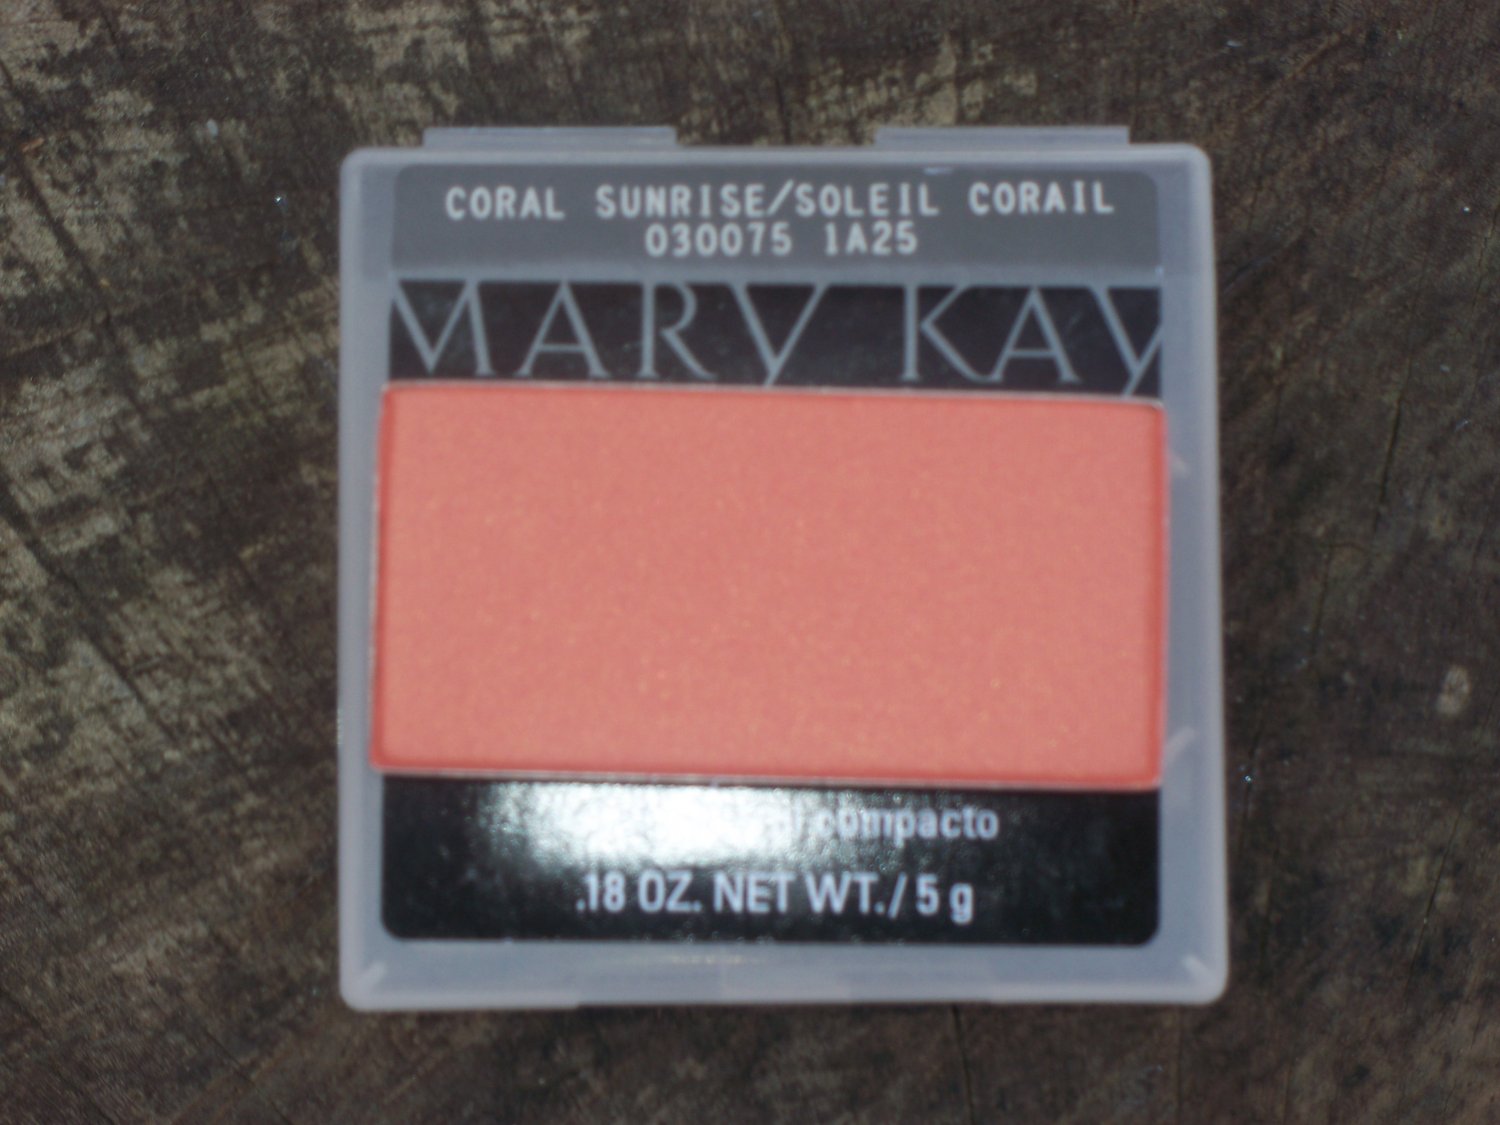 CORAL SUNRISE/SOLEIL CORAIL
030075 1A25
MARY KAY
compacto
.18 OZ. NET WT./ 5 g